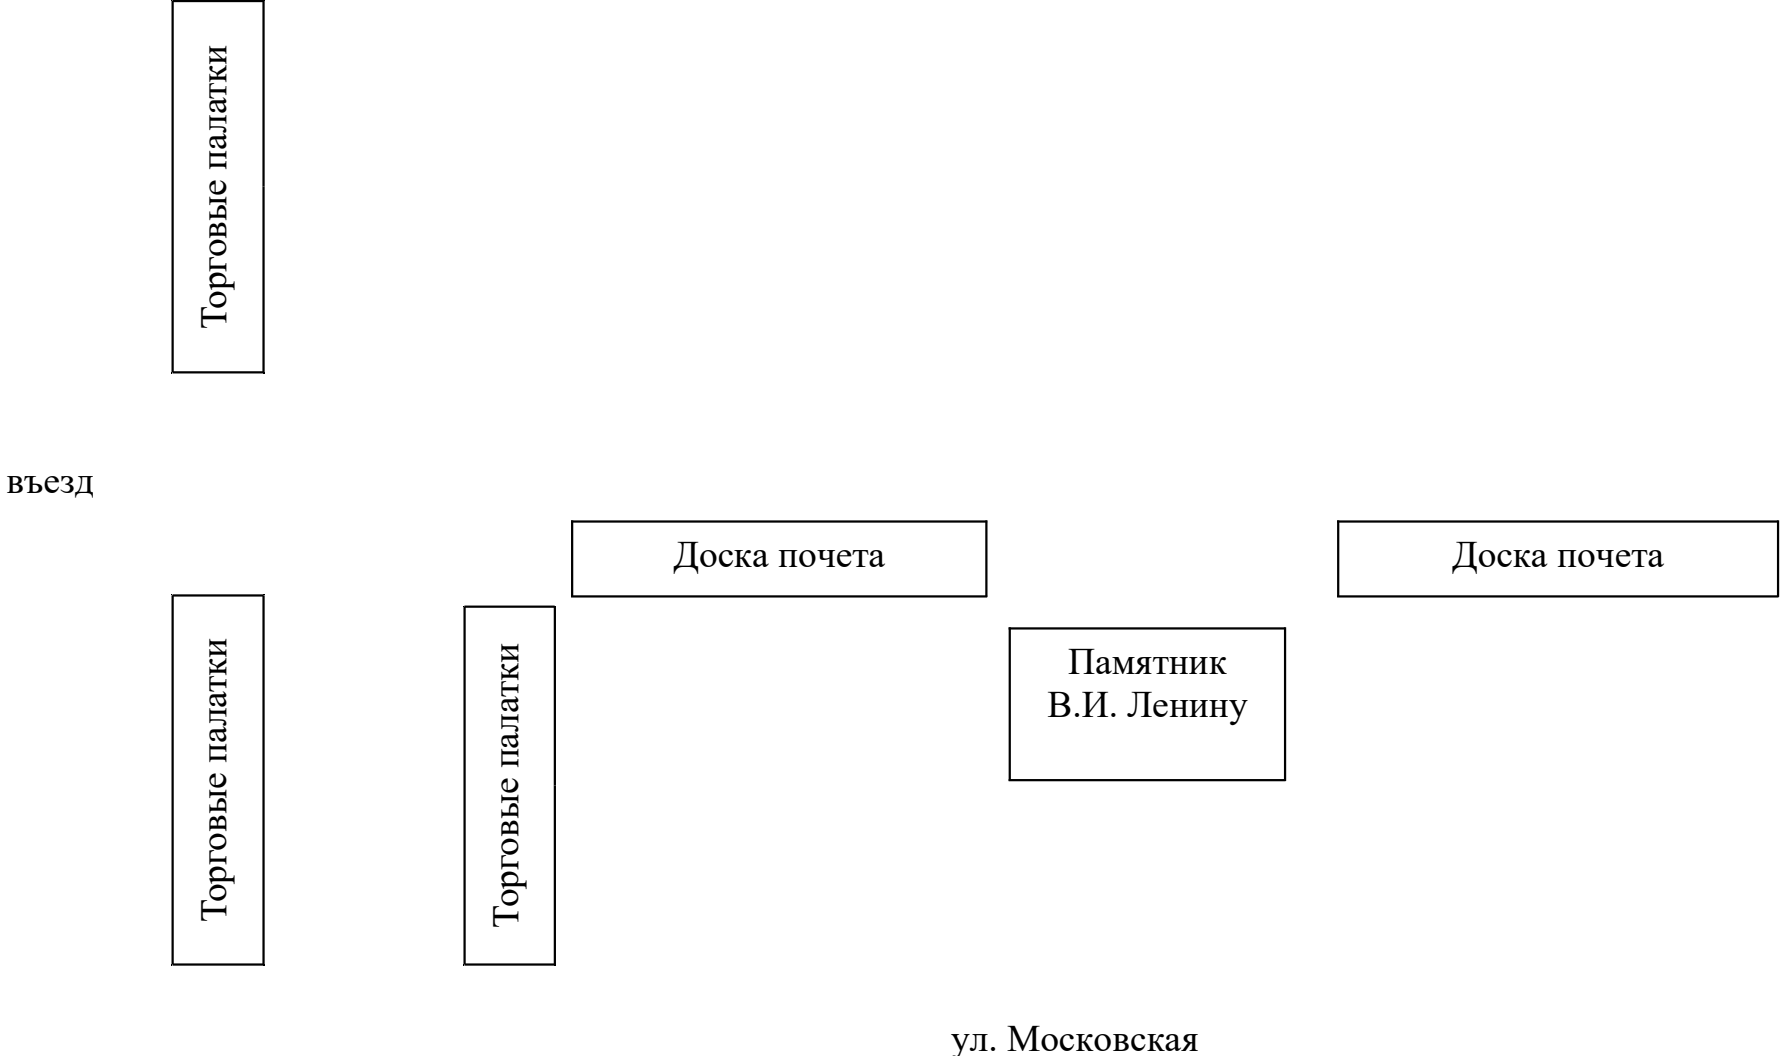 Торговые палатки
въезд
Доска почета
Доска почета
Торговые палатки
Торговые палатки
Памятник
В.И. Ленину
ул. Московская